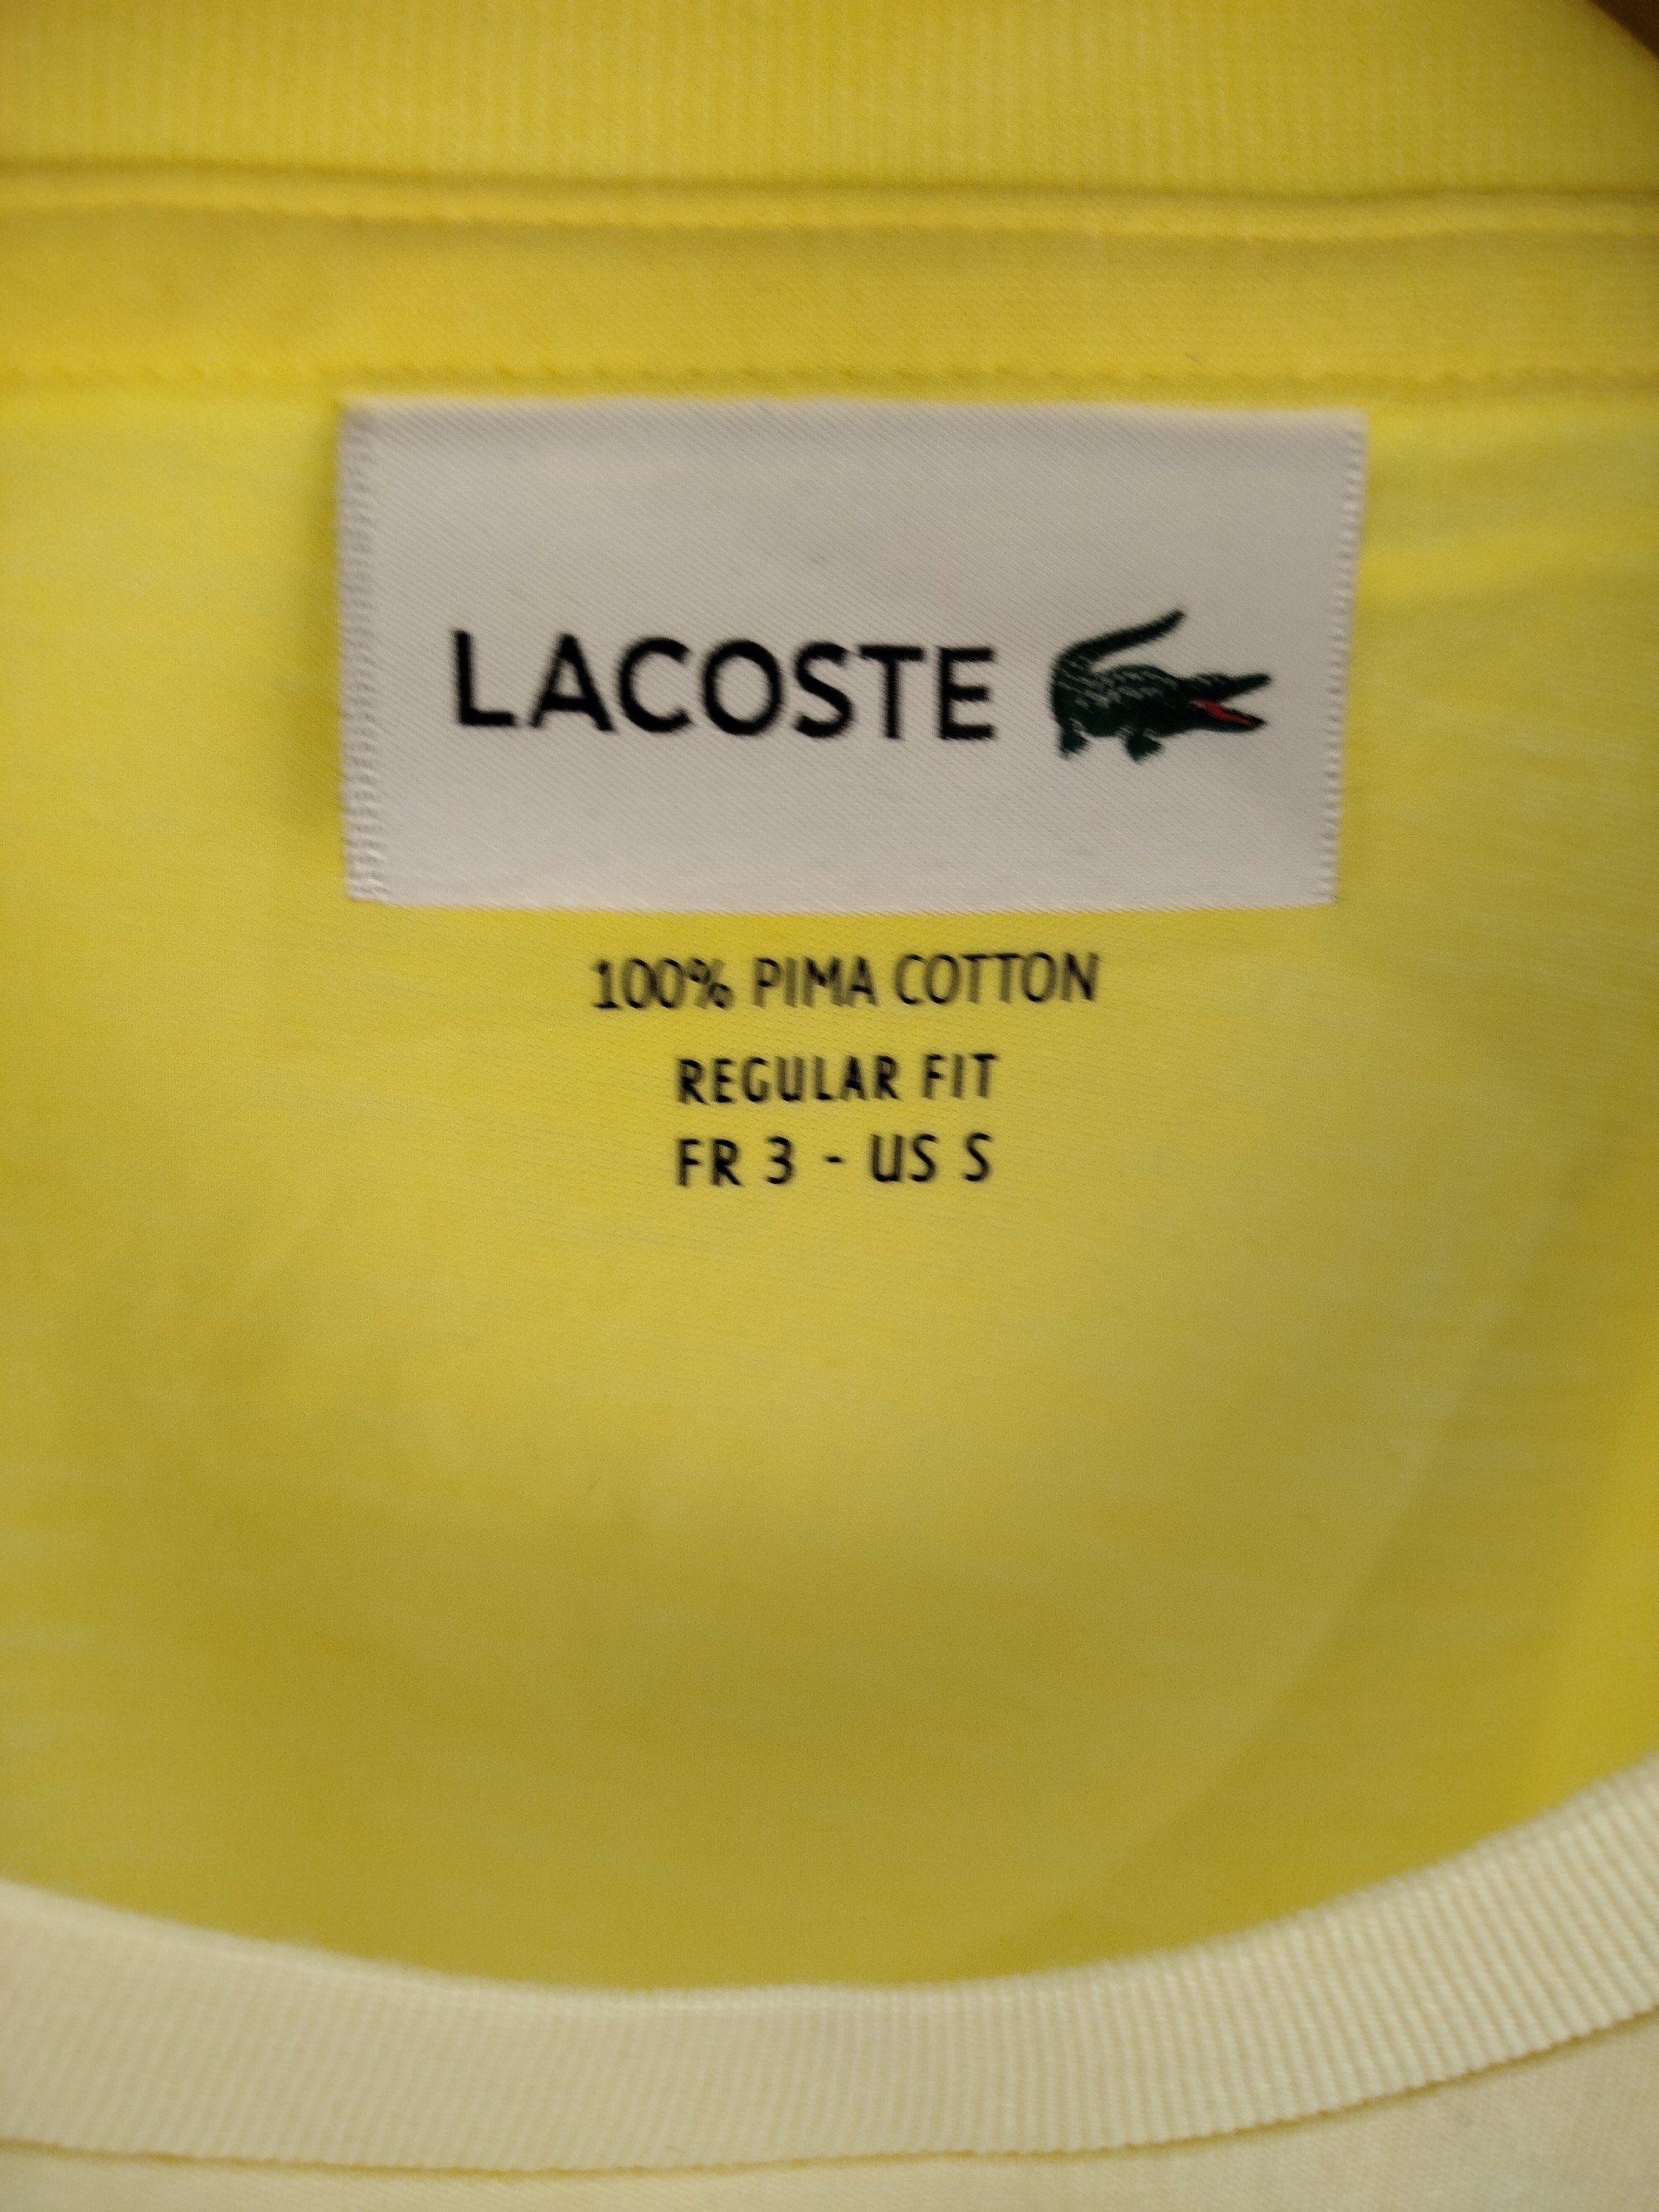 LACOSTE
100% PIMA COTTON
REGULAR FIT
FR 3 - US S